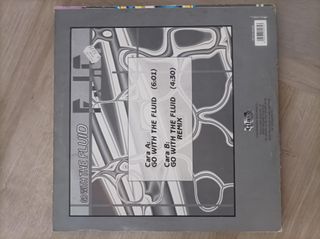 GO WITH THE FLUID
Cara A:
GO WITH THE FLUID (6:01)
Cara B:
GO WITH THE FLUID (4:30)
REMIX